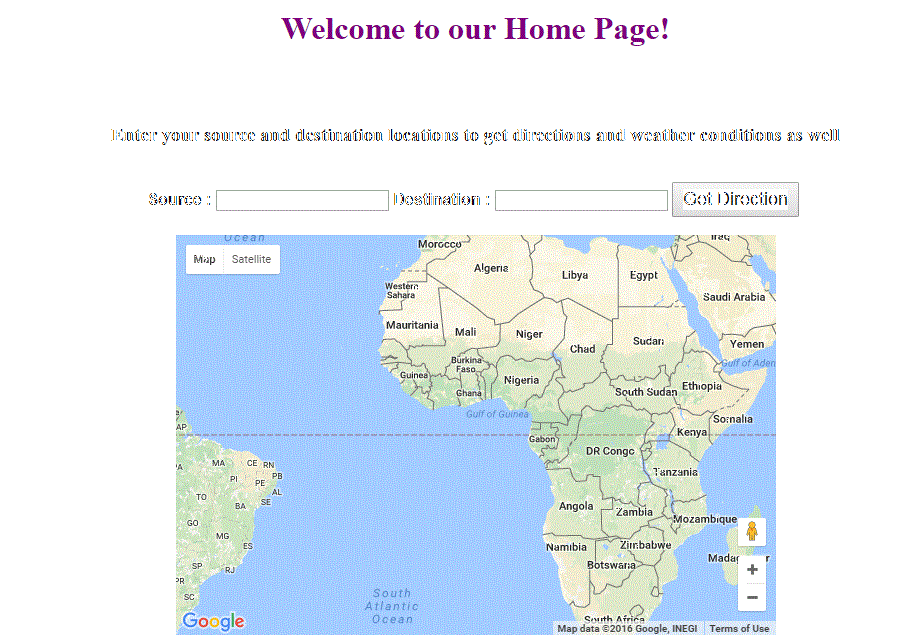 Welcome to our Home Page!
Enter your source and destination locations to get directions and weather conditions as well
Source :
Destination :
Get Direction
Ocean
Map
Satellite
Morocco
Algeria
Libya
Egypt
Iraq
Western
Sahara
Saudi Arabia
Mauritania
Mali
Niger
Chad
Sudan
Yemen
Gulf of Aden
Burkina
Faso
Guinea
Ghana
Nigeria
South Sudan
Ethiopia
Gulf of Guinea
Somalia
AP
Gabon
Kenya
DR Congo
PA
MA
CE
RN
PB
PI
PE
AL
TO
BA
SE
Tanzania
Angola
Zambia
Mozambique
GO
MG
ES
Namibia
Zimbabwe
Botswana
SP
RJ
PR
SC
South
Atlantic
Ocean
South Africa
+
−
Google
Map data ©2016 Google, INEGI
Terms of Use